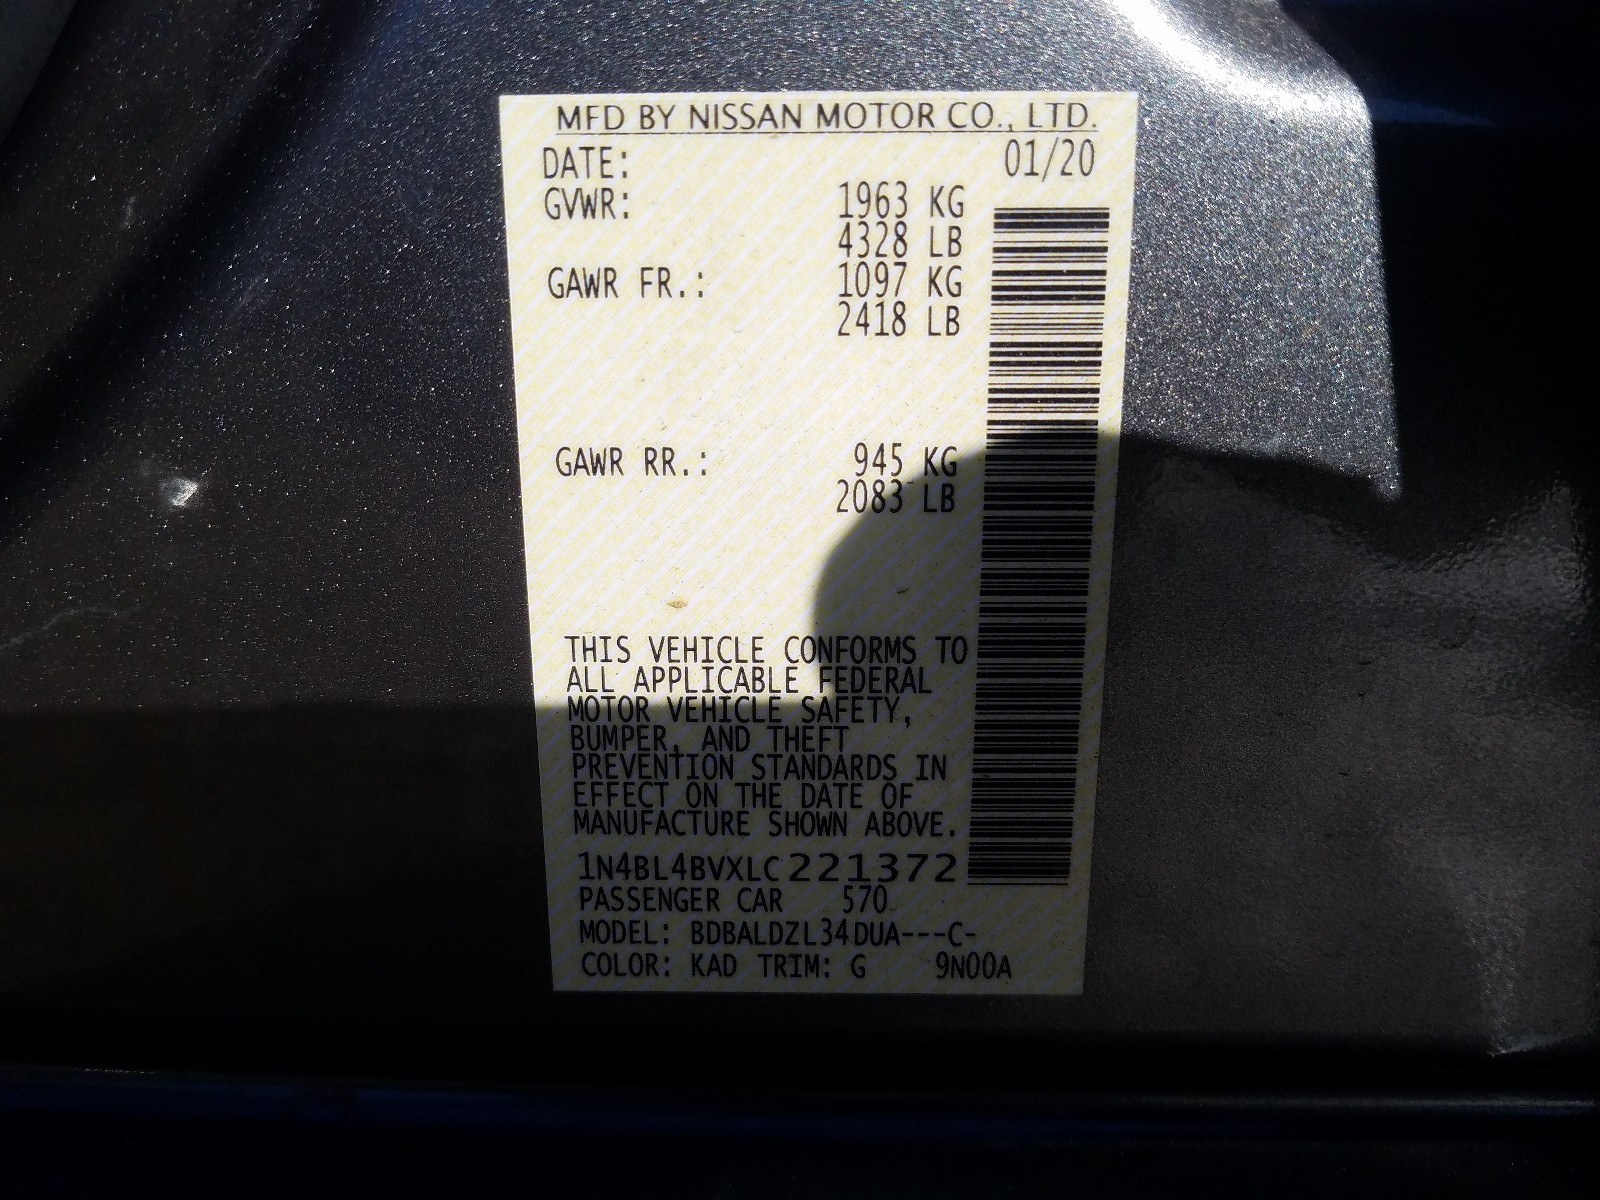 MFD BY NISSAN MOTOR CO., LTD.
DATE: 01/20
GVWR: 1963 KG
4328 LB
GAWR FR.: 1097 KG
2418 LB
GAWR RR.: 945 KG
2083 LB
THIS VEHICLE CONFORMS TO
ALL APPLICABLE FEDERAL
MOTOR VEHICLE SAFETY,
BUMPER, AND THEFT
PREVENTION STANDARDS IN
EFFECT ON THE DATE OF
MANUFACTURE SHOWN ABOVE.
1N4BL4BVXLC221372
PASSENGER CAR 570
MODEL: BDBALDZL34DUA---C-
COLOR: KAD TRIM: G 9N00A